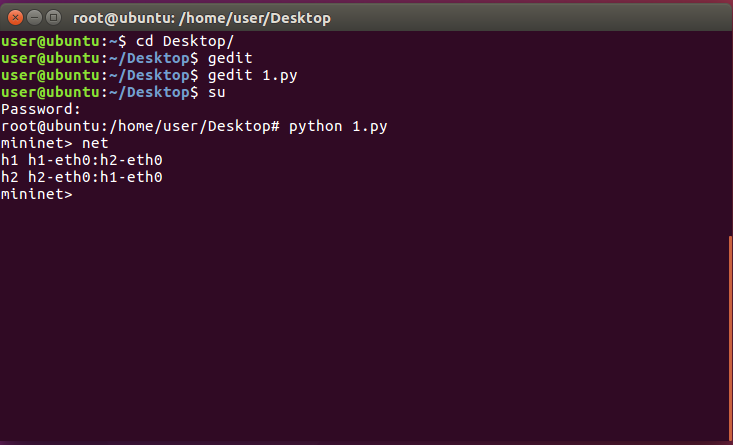 root@ubuntu: /home/user/Desktop
user@ubuntu:~$ cd Desktop/
user@ubuntu:~/Desktop$ gedit
user@ubuntu:~/Desktop$ gedit 1.py
user@ubuntu:~/Desktop$ su
Password:
root@ubuntu:/home/user/Desktop# python 1.py
mininet> net
h1 h1-eth0:h2-eth0
h2 h2-eth0:h1-eth0
mininet>